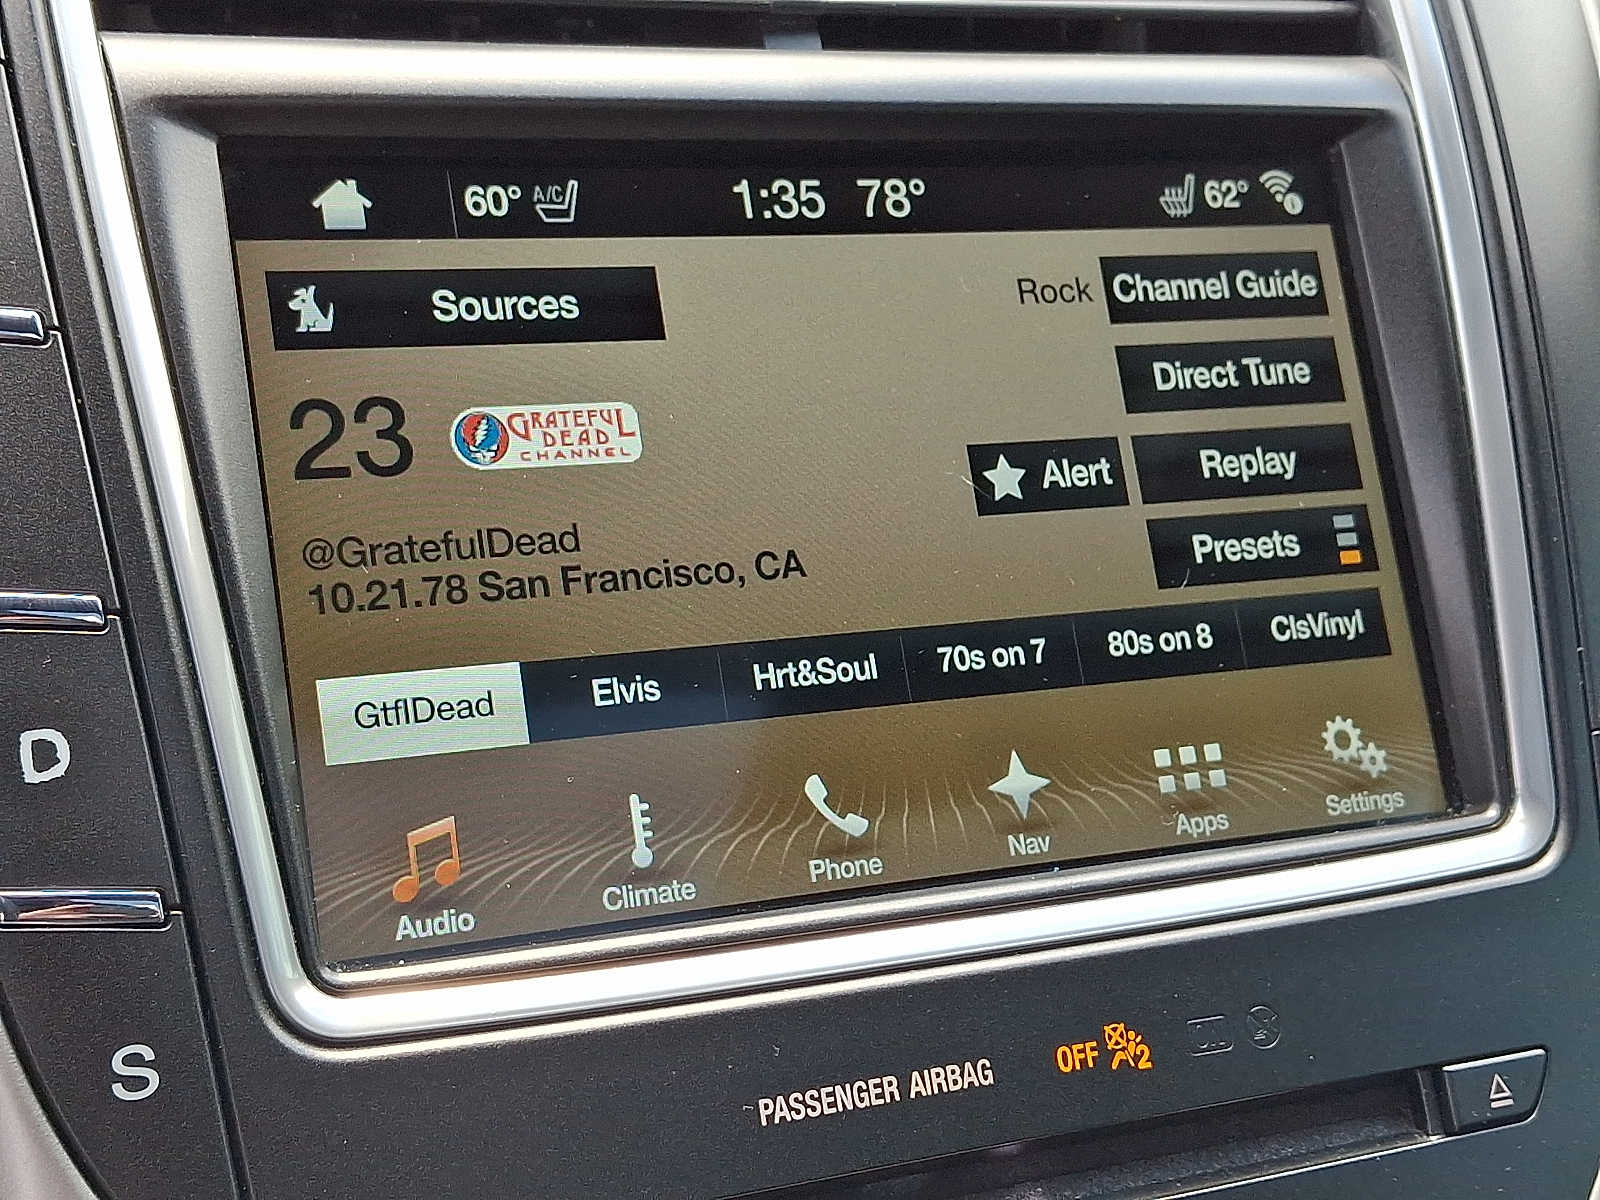 60° A/C 1:35 78° 62°
Sources
Rock Channel Guide
Direct Tune
23 GRATEFUL
DEAD
CHANNEL
Alert Replay
@GratefulDead
10.21.78 San Francisco, CA
Presets
GtflDead Elvis Hrt&Soul 70s on 7 80s on 8 ClsVinyl
Audio Climate Phone Nav Apps Settings
D
S
PASSENGER AIRBAG OFF 2